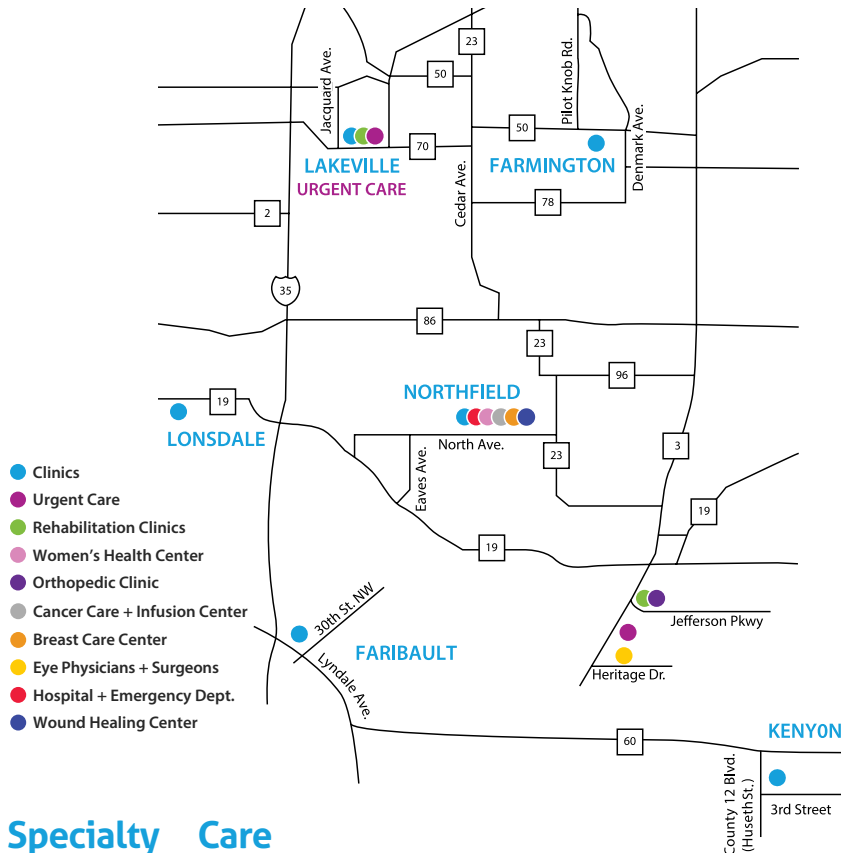 23
Jacquard Ave.
50
Pilot Knob Rd.
50
70
LAKEVILLE
URGENT CARE
FARMINGTON
Denmark Ave.
Cedar Ave.
78
2
35
86
23
96
NORTHFIELD
19
LONSDALE
North Ave.
Eaves Ave.
23
3
19
19
Clinics
Urgent Care
Rehabilitation Clinics
Women's Health Center
Orthopedic Clinic
Cancer Care + Infusion Center
Breast Care Center
Eye Physicians + Surgeons
Hospital + Emergency Dept.
Wound Healing Center
30th St. NW
Lyndale Ave.
FARIBAULT
Jefferson Pkwy
Heritage Dr.
60
KENY0N
County 12 Blvd.
(Huseth St.)
3rd Street
Specialty Care